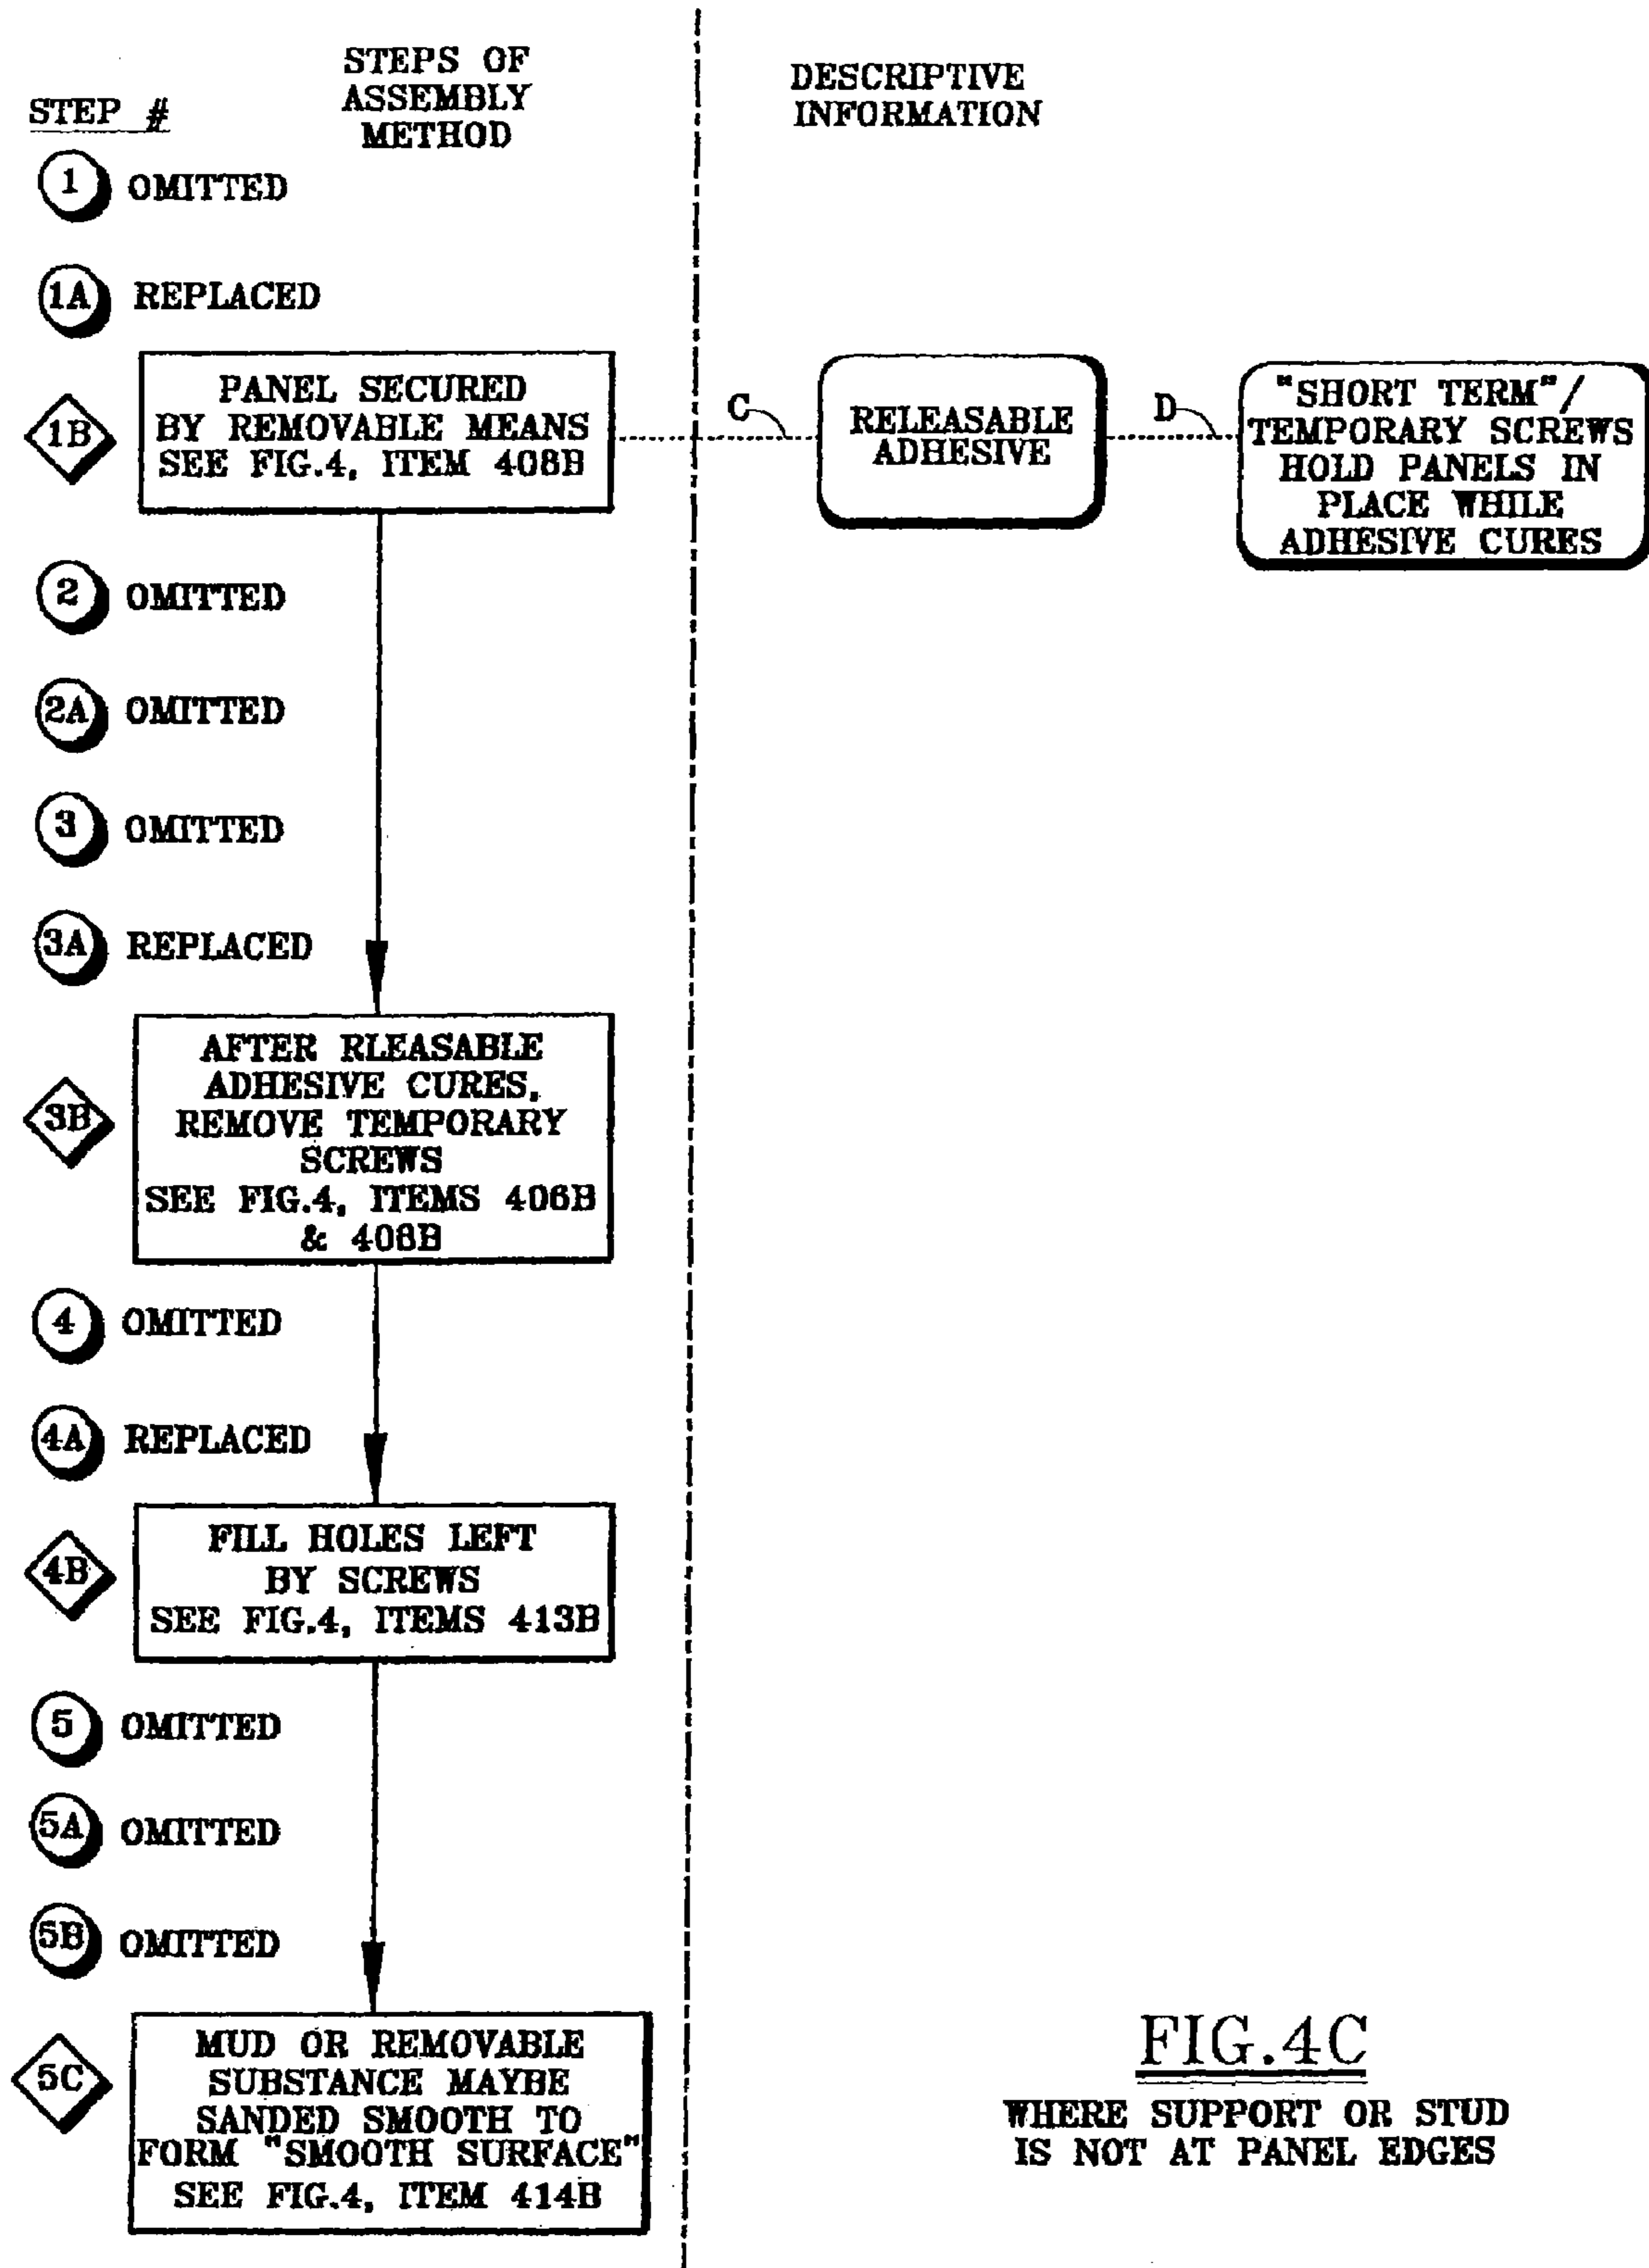 STEP #
STEPS OF
ASSEMBLY
METHOD
DESCRIPTIVE
INFORMATION
1 OMITTED
1A REPLACED
1B
PANEL SECURED
BY REMOVABLE MEANS
SEE FIG.4, ITEM 408B
C
RELEASABLE
ADHESIVE
D
"SHORT TERM"/
TEMPORARY SCREWS
HOLD PANELS IN
PLACE WHILE
ADHESIVE CURES
2 OMITTED
2A OMITTED
3 OMITTED
3A REPLACED
3B
AFTER RLEASABLE
ADHESIVE CURES,
REMOVE TEMPORARY
SCREWS
SEE FIG.4, ITEMS 406B
& 408B
4 OMITTED
4A REPLACED
4B
FILL HOLES LEFT
BY SCREWS
SEE FIG.4, ITEMS 413B
5 OMITTED
5A OMITTED
5B OMITTED
5C
MUD OR REMOVABLE
SUBSTANCE MAYBE
SANDED SMOOTH TO
FORM "SMOOTH SURFACE"
SEE FIG.4, ITEM 414B
FIG.4C
WHERE SUPPORT OR STUD
IS NOT AT PANEL EDGES